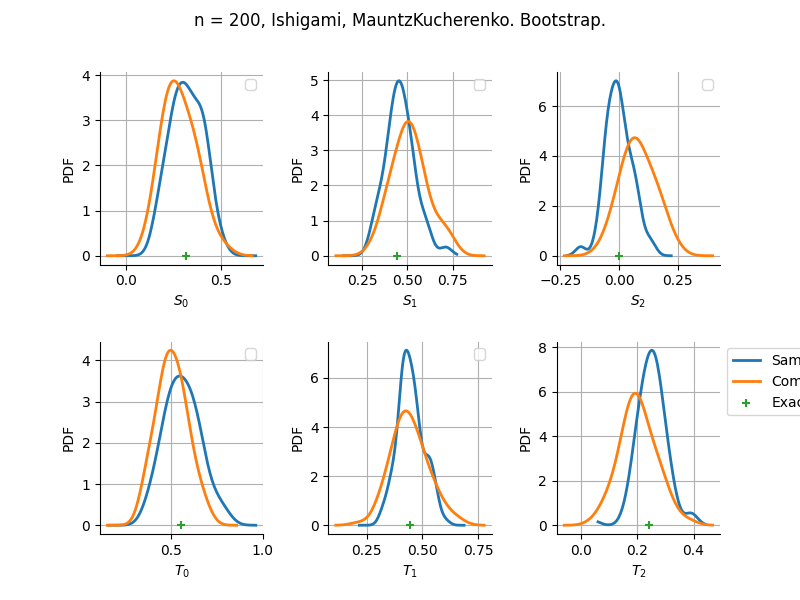 n = 200, Ishigami, MauntzKucherenko. Bootstrap.
PDF
4
3
2
1
0
0.0
0.5
S₀
PDF
5
4
3
2
1
0
0.25
0.50
0.75
S₁
PDF
6
4
2
0
−0.25
0.00
0.25
S₂
PDF
4
3
2
1
0
0.5
1.0
T₀
PDF
6
4
2
0
0.25
0.50
0.75
T₁
PDF
8
6
4
2
0
0.0
0.2
0.4
T₂
Sam
Com
Exac